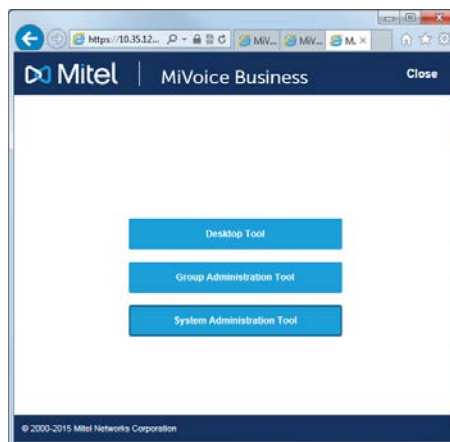 https://10.35.12...
MiV...
MiV...
M.
Mitel
MiVoice Business
Close
Desktop Tool
Group Administration Tool
System Administration Tool
© 2000-2015 Mitel Networks Corporation